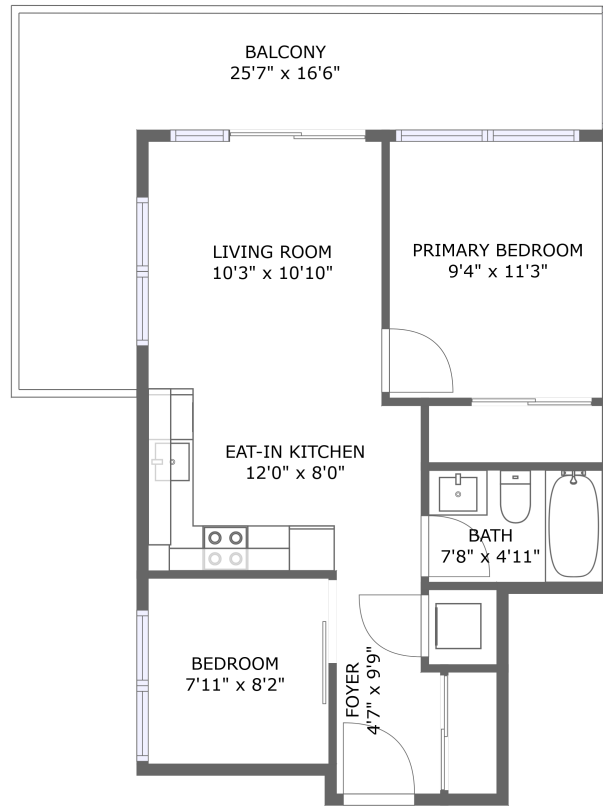 BALCONY
25'7" x 16'6"
LIVING ROOM
10'3" x 10'10"
PRIMARY BEDROOM
9'4" x 11'3"
EAT-IN KITCHEN
12'0" x 8'0"
BATH
7'8" x 4'11"
BEDROOM
7'11" x 8'2"
FOYER
4'7" x 9'9"